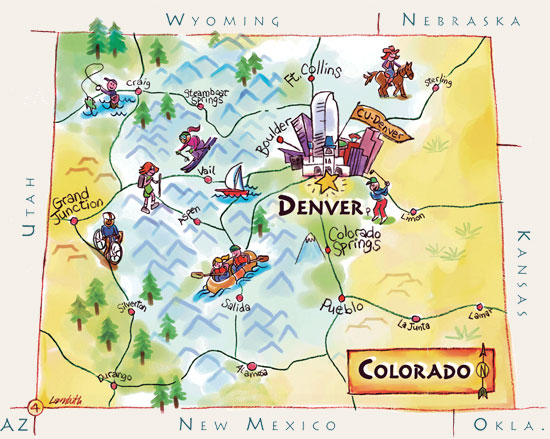 WYOMING
NEBRASKA
Craig
Steamboat
Springs
Ft. Collins
Sterling
Boulder
CU-Denver
UTAH
Grand
Junction
Vail
Aspen
DENVER
Limon
Colorado
Springs
KANSAS
Silverton
Salida
Pueblo
La Junta
Lamar
Durango
Alamosa
COLORADO
N
4
Lambuth
AZ
NEW MEXICO
OKLA.